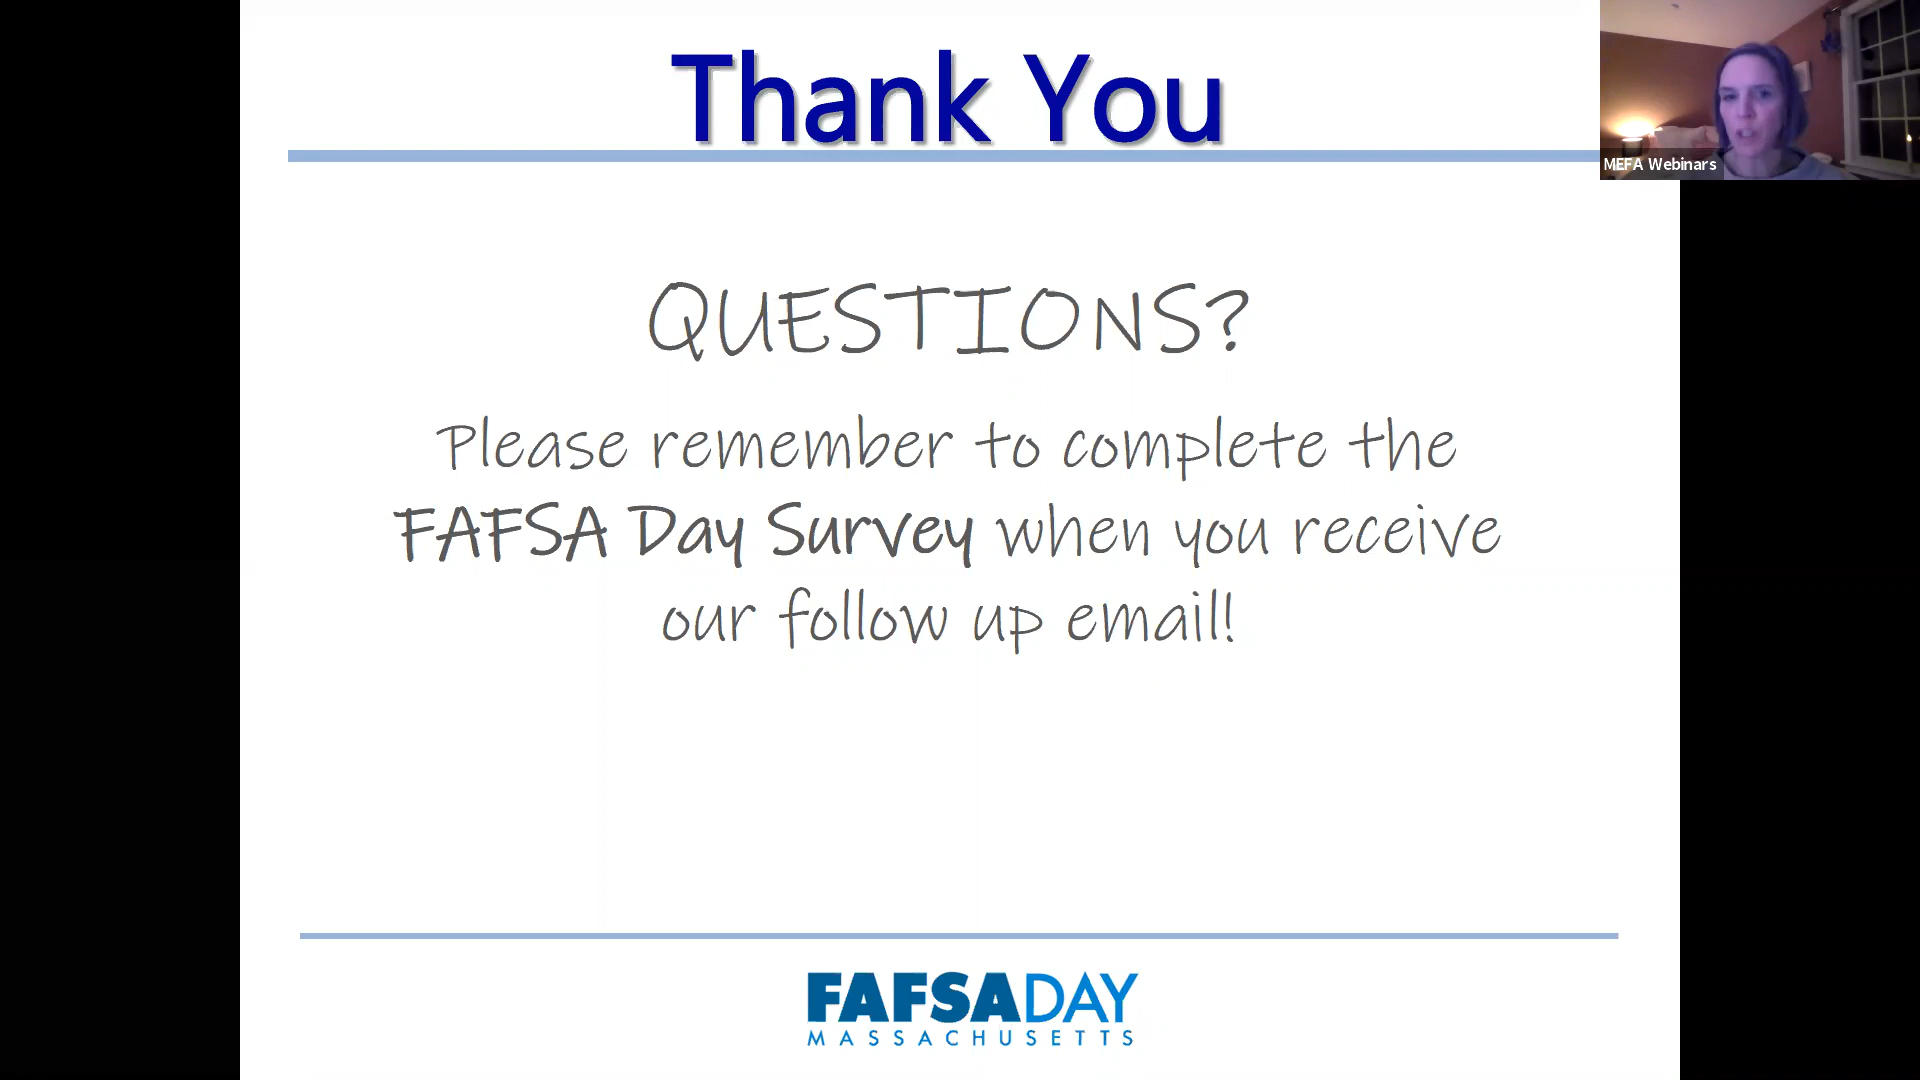 Thank You
MEFA Webinars
QUESTIONS?
Please remember to complete the
FAFSA Day Survey when you receive
our follow up email!
FAFSADAY
MASSACHUSETTS